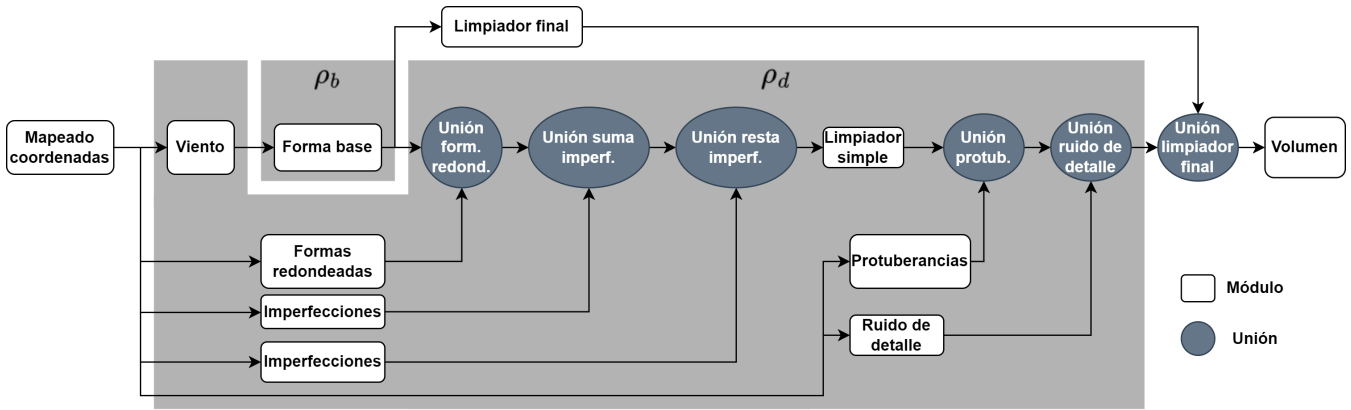 Limpiador final
ρb
ρd
Mapeado
coordenadas
Viento
Forma base
Unión
form.
redond.
Unión suma
imperf.
Unión resta
imperf.
Limpiador
simple
Unión
protub.
Unión
ruido de
detalle
Unión
limpiador
final
Volumen
Formas
redondeadas
Protuberancias
Imperfecciones
Ruido de
detalle
Imperfecciones
Módulo
Unión